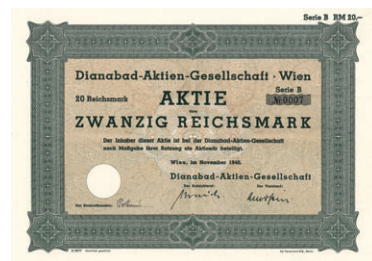 Serie B RM 20.—
Dianabad-Aktien-Gesellschaft · Wien
Serie B
20 Reichsmark AKTIE № 0007
ZWANZIG REICHSMARK
Der Inhaber dieser Aktie ist bei der Dianabad-Aktien-Gesellschaft
nach Maßgabe ihrer Satzung als Aktionär beteiligt.
Wien, im November 1940.
Dianabad-Aktien-Gesellschaft
Der Aufsichtsrat: Der Vorstand: